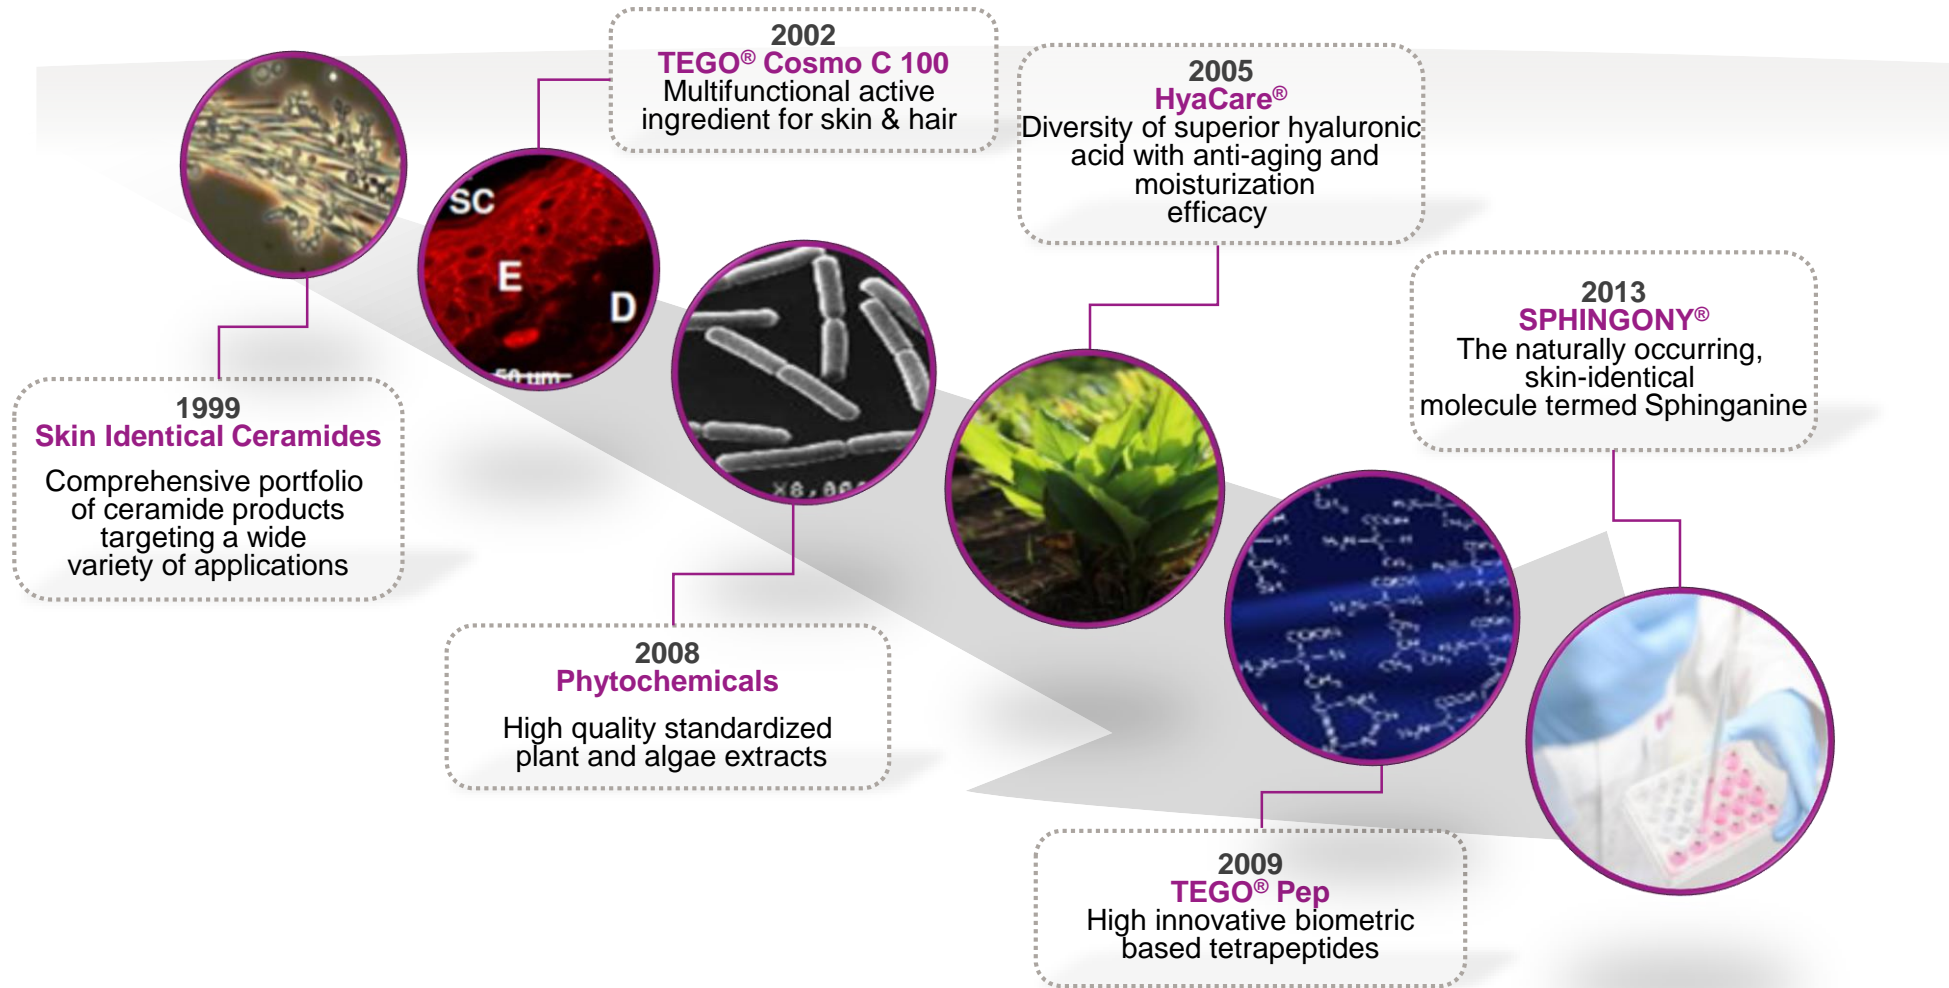 2002
TEGO® Cosmo C 100
Multifunctional active
ingredient for skin & hair
2005
HyaCare®
Diversity of superior hyaluronic
acid with anti-aging and
moisturization
efficacy
SC
E
D
50 um
2013
SPHINGONY®
The naturally occurring,
skin-identical
molecule termed Sphinganine
1999
Skin Identical Ceramides
Comprehensive portfolio
of ceramide products
targeting a wide
variety of applications
2008
Phytochemicals
High quality standardized
plant and algae extracts
2009
TEGO® Pep
High innovative biometric
based tetrapeptides